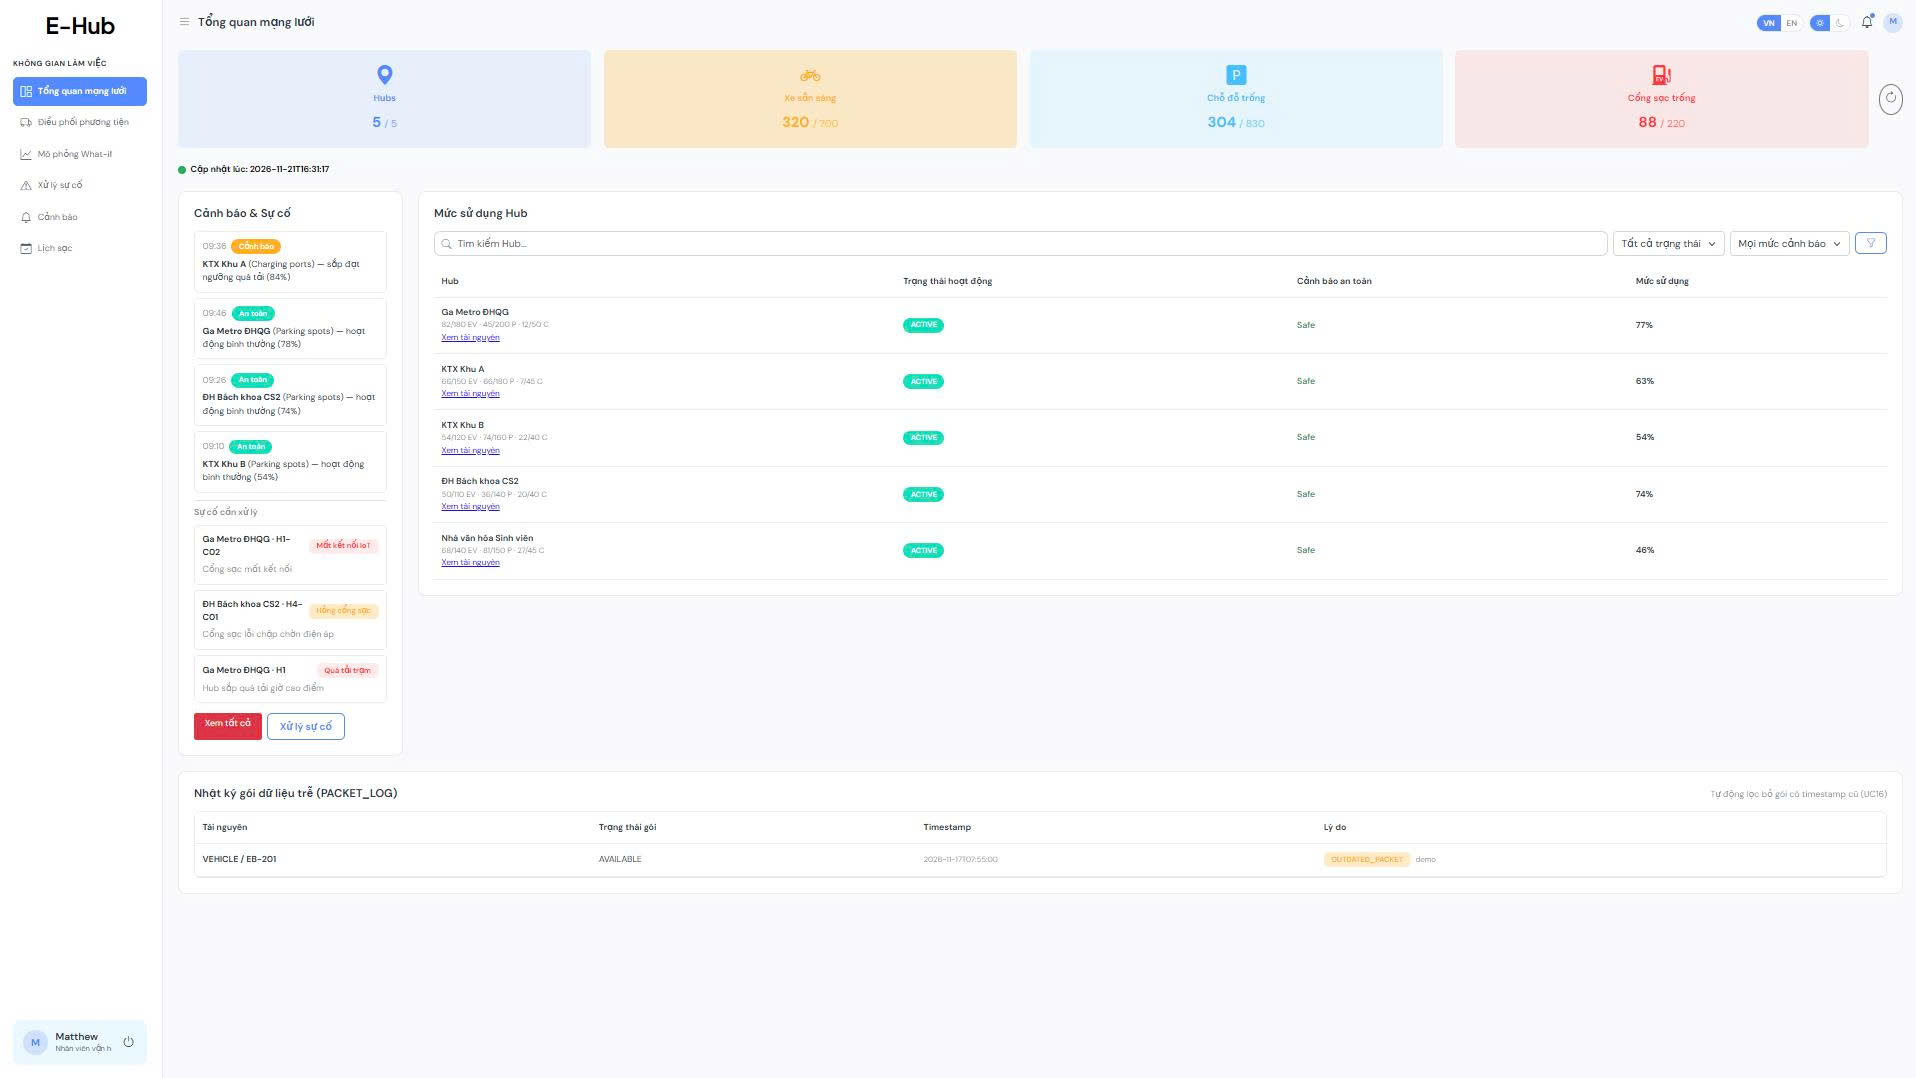 E-Hub
KHÔNG GIAN LÀM VIỆC
Tổng quan mạng lưới
Điều phối phương tiện
Mô phỏng What-if
Xử lý sự cố
Cảnh báo
Lịch sạc
Matthew
Nhân viên vận h
M
Tổng quan mạng lưới
VN EN
M
Hubs
5 / 5
Xe sẵn sàng
320 / 700
P
Chỗ đỗ trống
304 / 830
Cổng sạc trống
88 / 220
Cập nhật lúc: 2026-11-21T16:31:17
Cảnh báo & Sự cố
09:36 Cảnh báo
KTX Khu A (Charging ports) — sắp đạt
ngưỡng quá tải (84%)
09:46 An toàn
Ga Metro ĐHQG (Parking spots) — hoạt
động bình thường (78%)
09:26 An toàn
ĐH Bách khoa CS2 (Parking spots) — hoạt
động bình thường (74%)
09:10 An toàn
KTX Khu B (Parking spots) — hoạt động
bình thường (54%)
Sự cố cần xử lý
Ga Metro ĐHQG · H1-
C02
Mất kết nối IoT
Cổng sạc mất kết nối
ĐH Bách khoa CS2 · H4-
C01
Hỏng cổng sạc
Cổng sạc lỗi chập chờn điện áp
Ga Metro ĐHQG · H1
Quá tải trạm
Hub sắp quá tải giờ cao điểm
Xem tất cả
Xử lý sự cố
Mức sử dụng Hub
Tìm kiếm Hub...
Tất cả trạng thái
Mọi mức cảnh báo
Hub Trạng thái hoạt động Cảnh báo an toàn Mức sử dụng
Ga Metro ĐHQG
82/180 EV · 45/200 P · 12/50 C
Xem tài nguyên
ACTIVE Safe 77%
KTX Khu A
66/150 EV · 66/180 P · 7/45 C
Xem tài nguyên
ACTIVE Safe 63%
KTX Khu B
54/120 EV · 74/160 P · 22/40 C
Xem tài nguyên
ACTIVE Safe 54%
ĐH Bách khoa CS2
50/110 EV · 36/140 P · 20/40 C
Xem tài nguyên
ACTIVE Safe 74%
Nhà văn hóa Sinh viên
68/140 EV · 81/150 P · 27/45 C
Xem tài nguyên
ACTIVE Safe 46%
Nhật ký gói dữ liệu trễ (PACKET_LOG)
Tự động lọc bỏ gói có timestamp cũ (UC16)
Tài nguyên Trạng thái gói Timestamp Lý do
VEHICLE / EB-201 AVAILABLE 2026-11-17T07:55:00 OUTDATED_PACKET demo